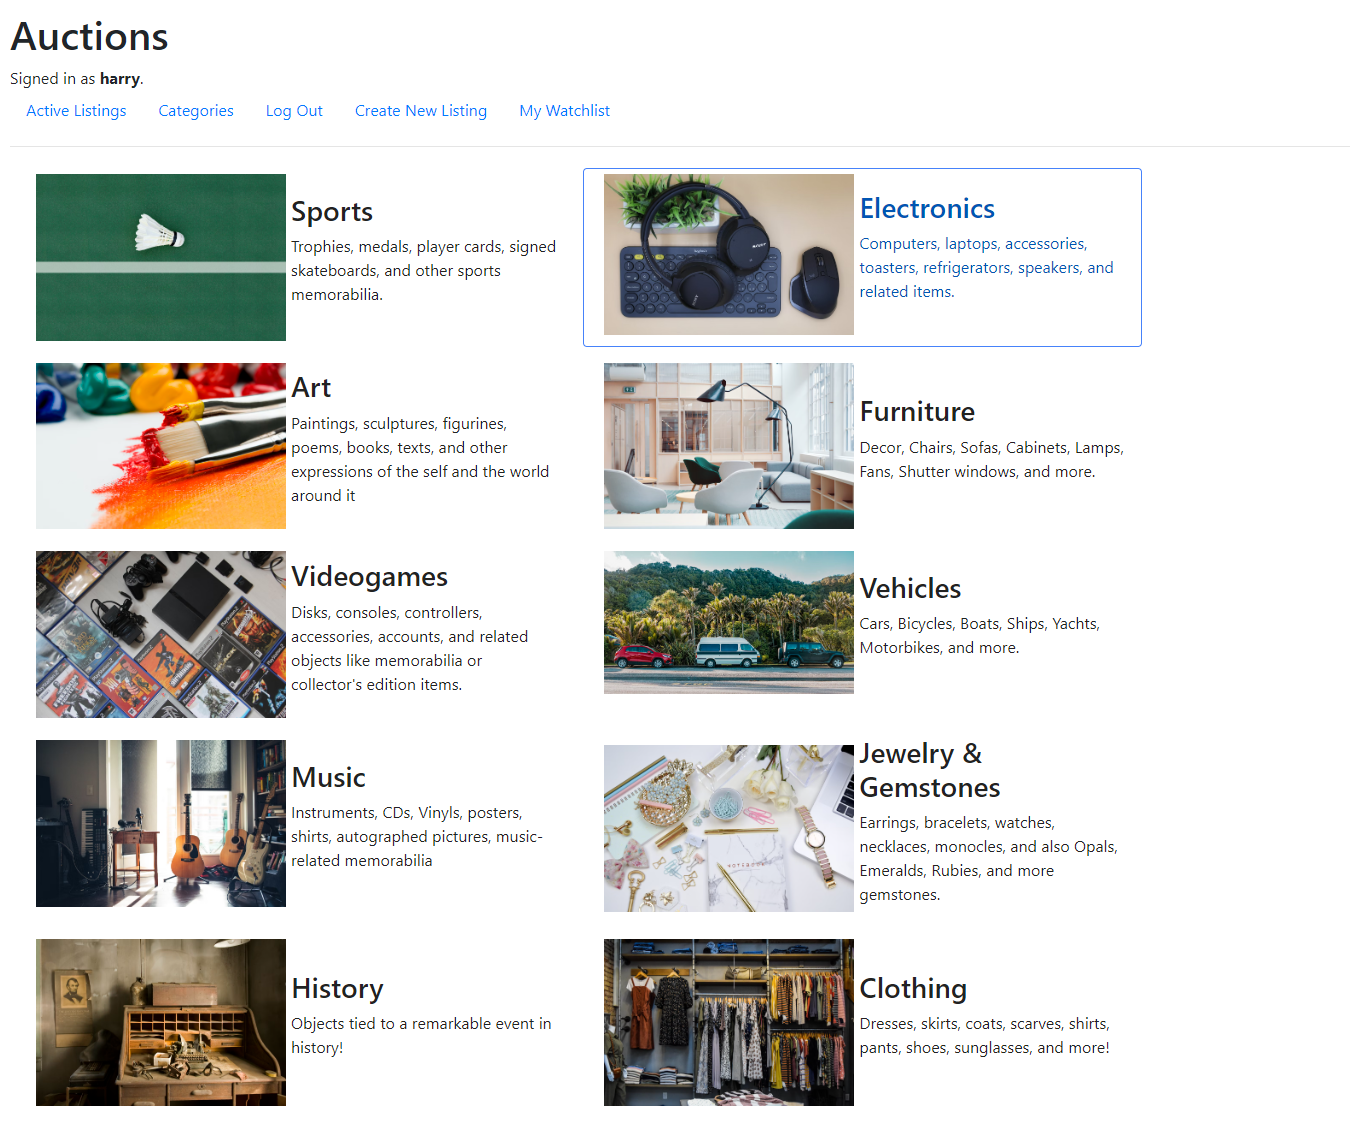 Auctions
Signed in as harry.
Active Listings
Categories
Log Out
Create New Listing
My Watchlist
Sports
Trophies, medals, player cards, signed
skateboards, and other sports
memorabilia.
Electronics
Computers, laptops, accessories,
toasters, refrigerators, speakers, and
related items.
Art
Paintings, sculptures, figurines,
poems, books, texts, and other
expressions of the self and the world
around it
Furniture
Decor, Chairs, Sofas, Cabinets, Lamps,
Fans, Shutter windows, and more.
Videogames
Disks, consoles, controllers,
accessories, accounts, and related
objects like memorabilia or
collector's edition items.
Vehicles
Cars, Bicycles, Boats, Ships, Yachts,
Motorbikes, and more.
Music
Instruments, CDs, Vinyls, posters,
shirts, autographed pictures, music-
related memorabilia
Jewelry &
Gemstones
Earrings, bracelets, watches,
necklaces, monocles, and also Opals,
Emeralds, Rubies, and more
gemstones.
History
Objects tied to a remarkable event in
history!
Clothing
Dresses, skirts, coats, scarves, shirts,
pants, shoes, sunglasses, and more!